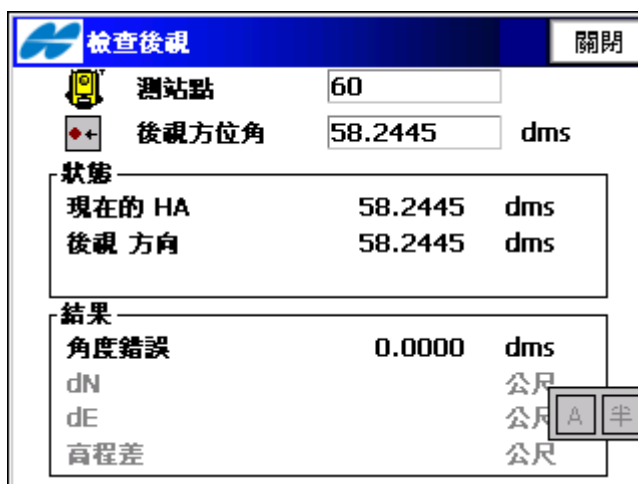 檢查後視 關閉
測站點 60
後視方位角 58.2445 dms
狀態
現在的 HA 58.2445 dms
後視 方向 58.2445 dms
結果
角度錯誤 0.0000 dms
dN 公尺
dE 公尺 A 半
高程差 公尺